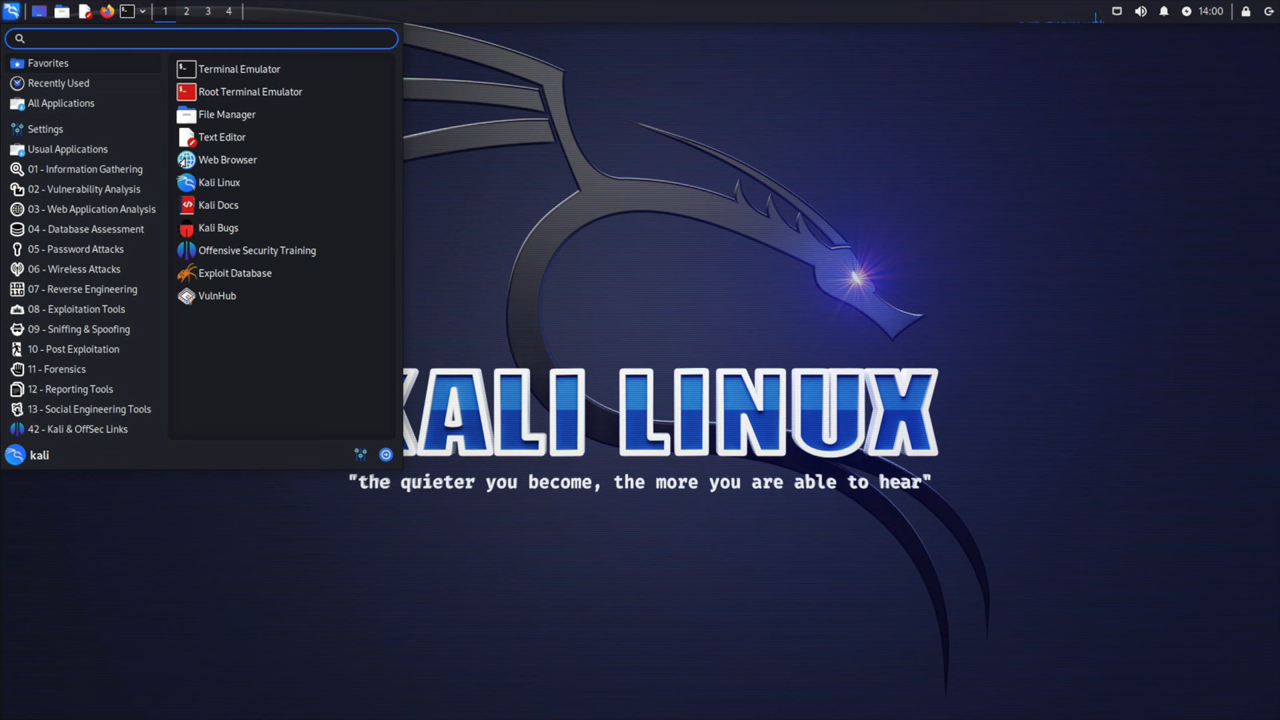 1 2 3 4
14:00
Favorites
Recently Used
All Applications
Settings
Usual Applications
01 - Information Gathering
02 - Vulnerability Analysis
03 - Web Application Analysis
04 - Database Assessment
05 - Password Attacks
06 - Wireless Attacks
07 - Reverse Engineering
08 - Exploitation Tools
09 - Sniffing & Spoofing
10 - Post Exploitation
11 - Forensics
12 - Reporting Tools
13 - Social Engineering Tools
42 - Kali & OffSec Links
Terminal Emulator
Root Terminal Emulator
File Manager
Text Editor
Web Browser
Kali Linux
Kali Docs
Kali Bugs
Offensive Security Training
Exploit Database
VulnHub
kali
KALI LINUX
"the quieter you become, the more you are able to hear"